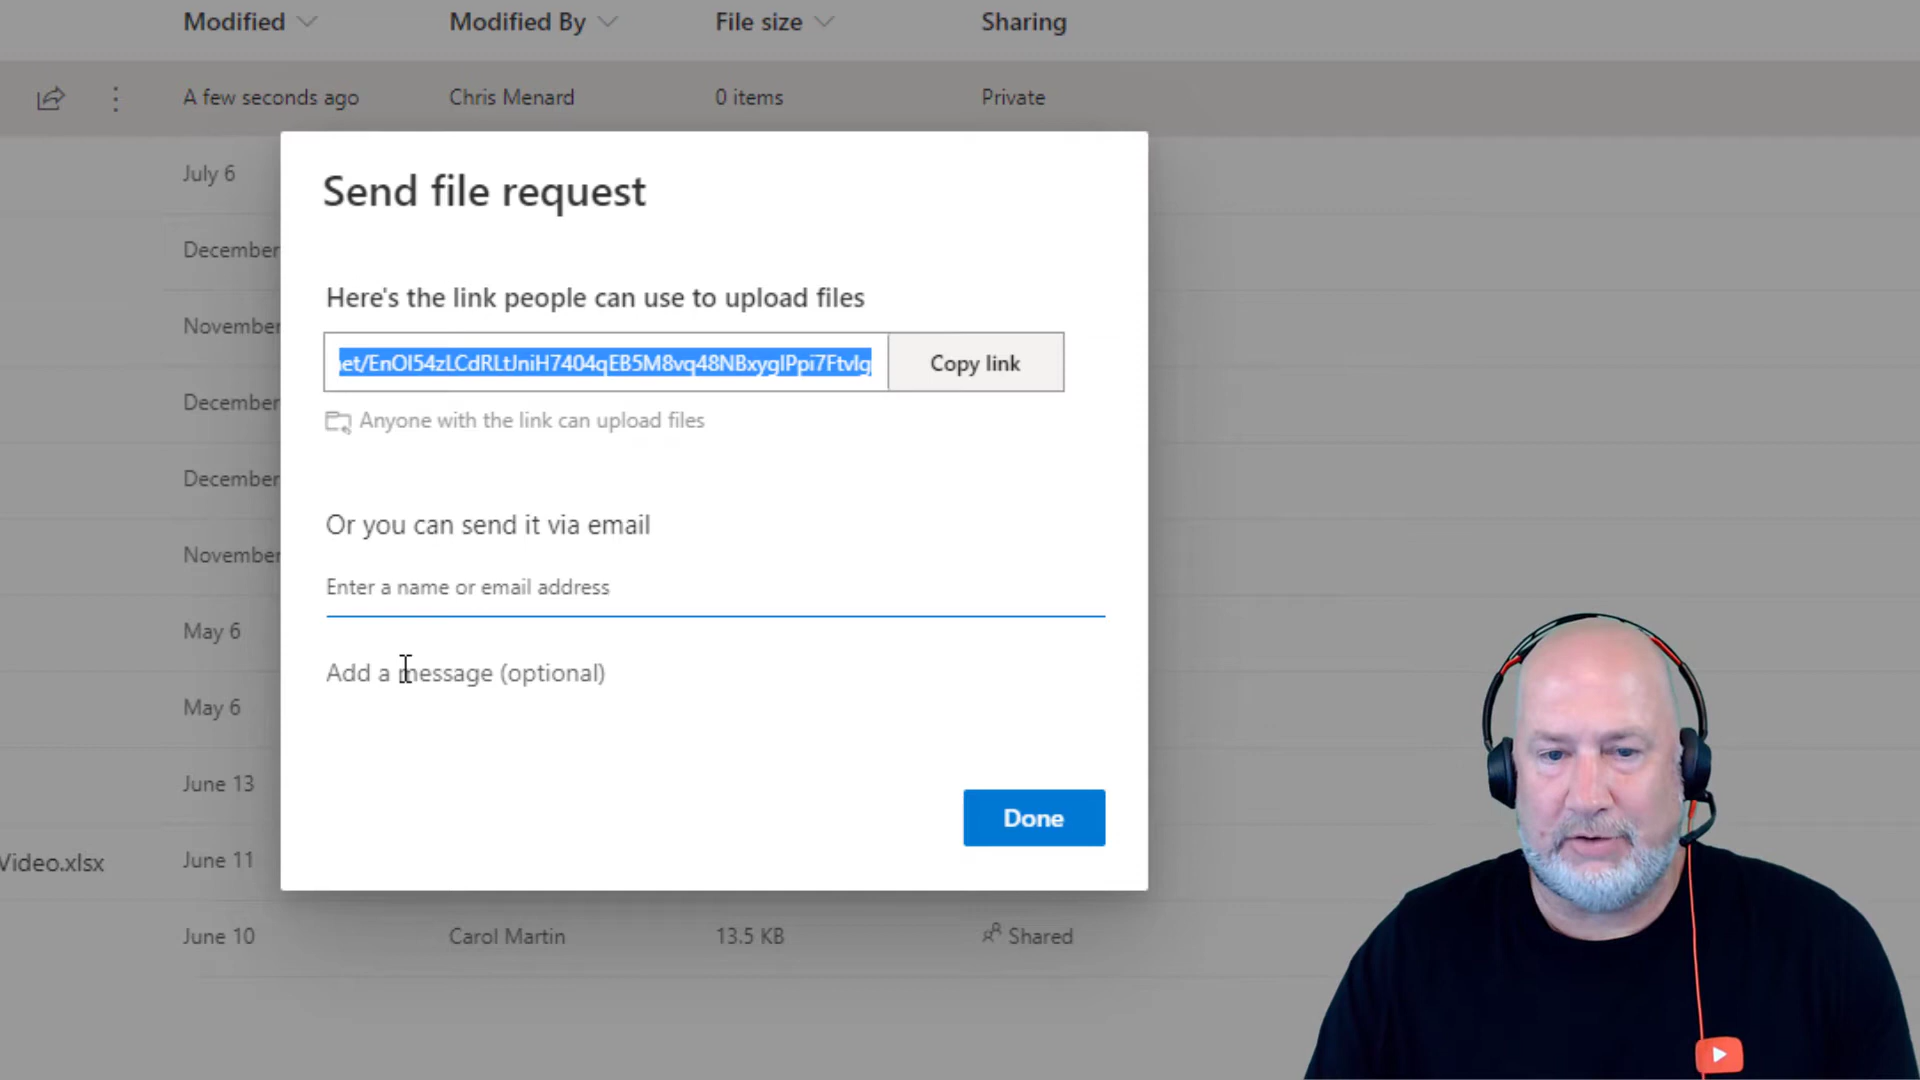 Modified Modified By File size Sharing
A few seconds ago Chris Menard 0 items Private
July 6
December
November
December
December
November
May 6
May 6
June 13
Video.xlsx June 11
June 10 Carol Martin 13.5 KB Shared
Send file request
Here's the link people can use to upload files
Copy link
Anyone with the link can upload files
Or you can send it via email
Enter a name or email address
Add a message (optional)
Done